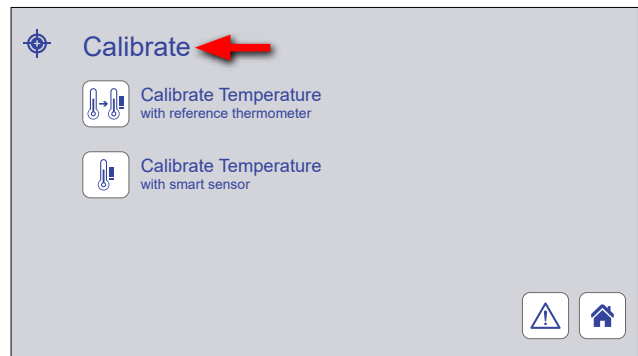 Calibrate
Calibrate Temperature
with reference thermometer
Calibrate Temperature
with smart sensor